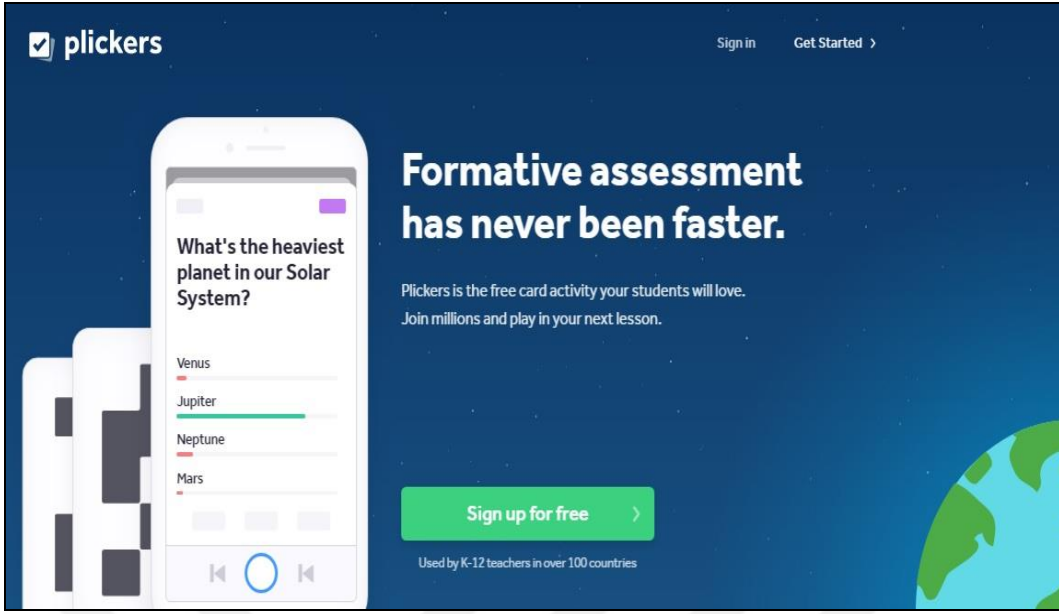 plickers
Sign in
Get Started
Formative assessment
has never been faster.
Plickers is the free card activity your students will love.
Join millions and play in your next lesson.
What's the heaviest
planet in our Solar
System?
Venus
Jupiter
Neptune
Mars
Sign up for free
Used by K-12 teachers in over 100 countries